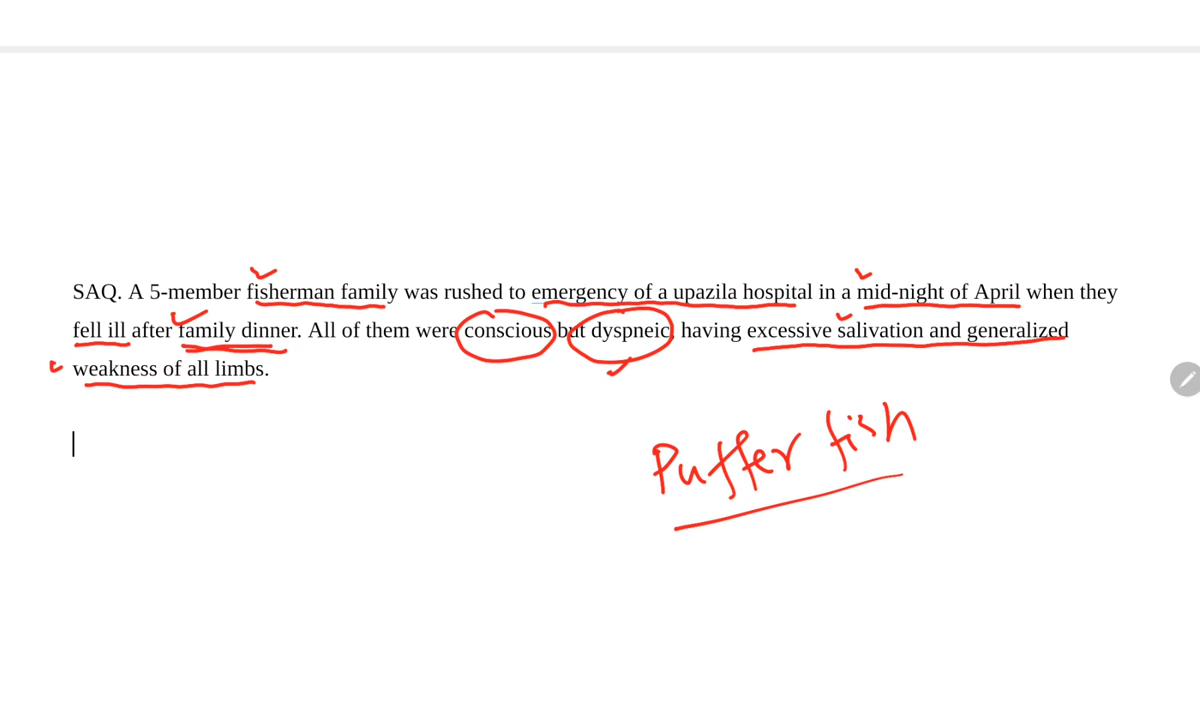 SAQ. A 5-member fisherman family was rushed to emergency of a upazila hospital in a mid-night of April when they
fell ill after family dinner. All of them were conscious but dyspneic, having excessive salivation and generalized
weakness of all limbs.
Puffer fish